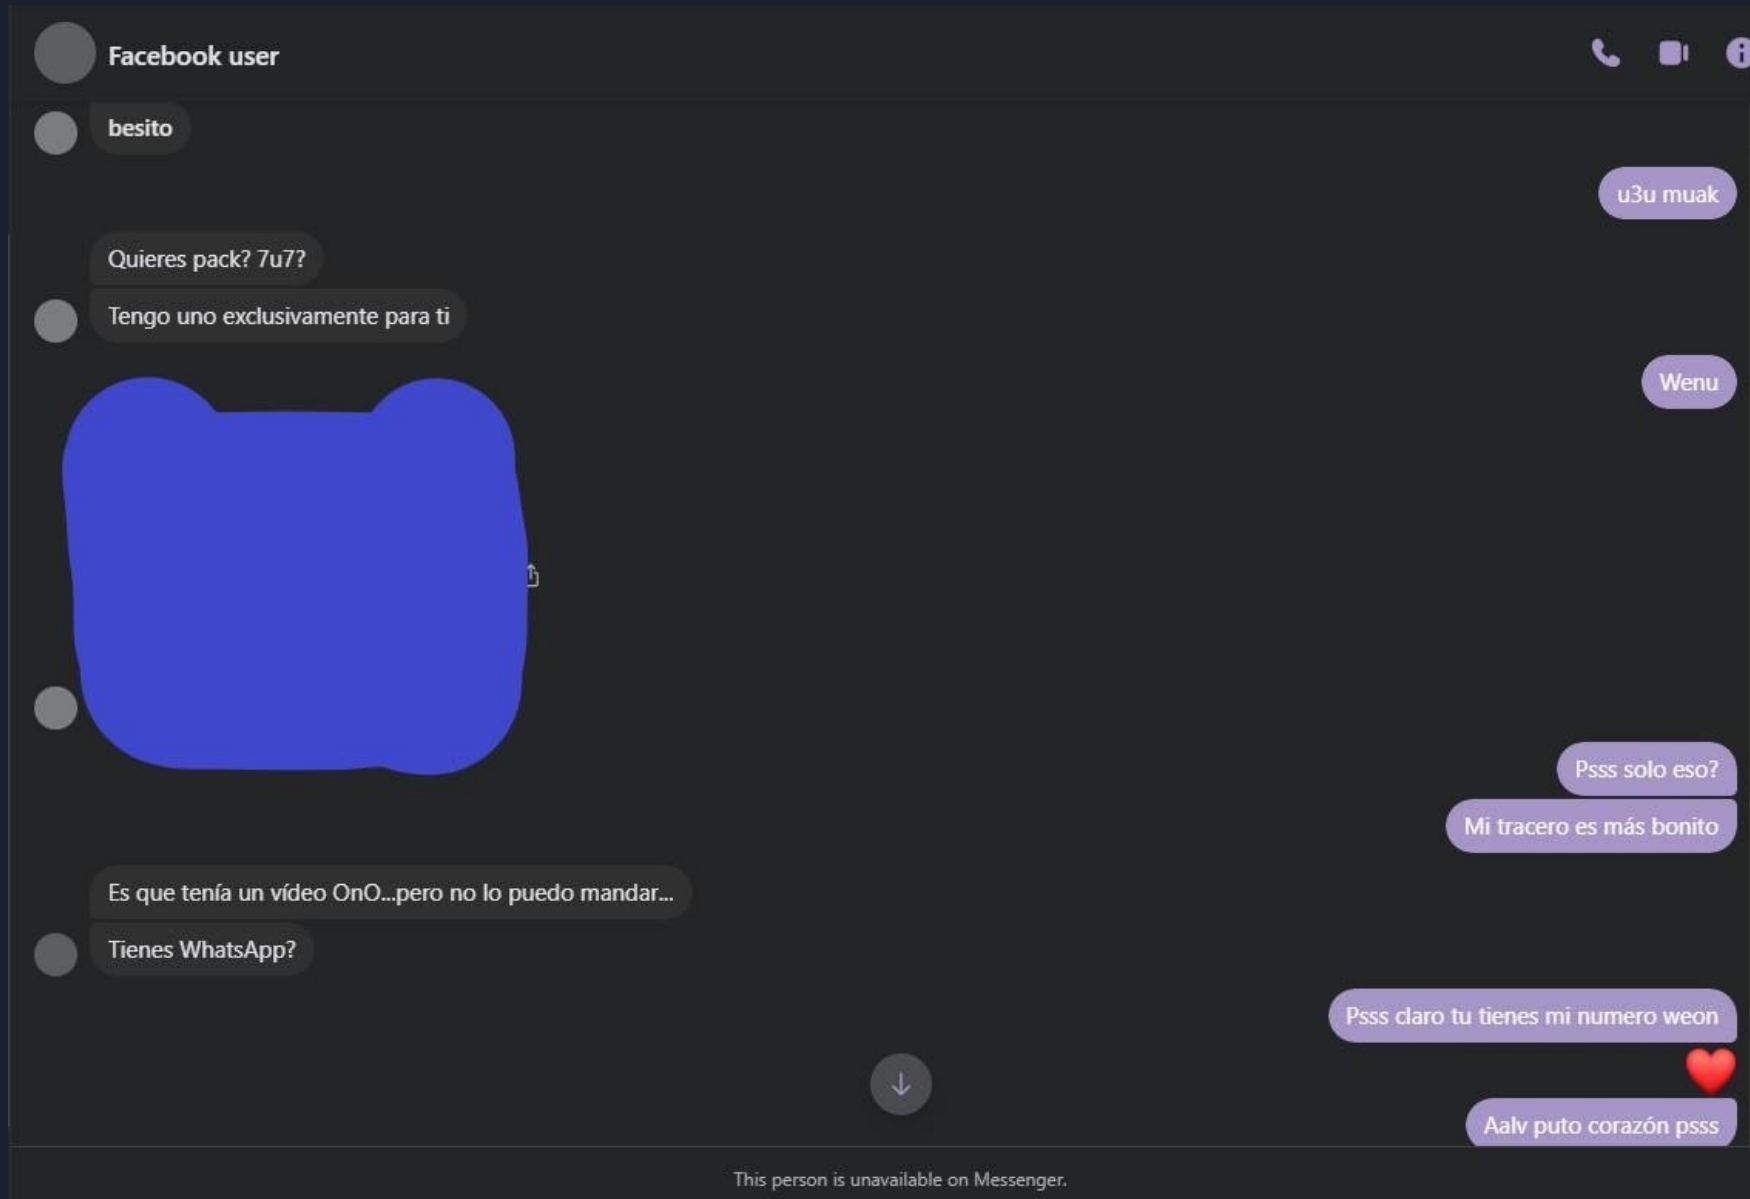 Facebook user
besito
u3u muak
Quieres pack? 7u7?
Tengo uno exclusivamente para ti
Wenu
Psss solo eso?
Mi tracero es más bonito
Es que tenía un vídeo OnO...pero no lo puedo mandar...
Tienes WhatsApp?
Psss claro tu tienes mi numero weon
Aalv puto corazón psss
This person is unavailable on Messenger.